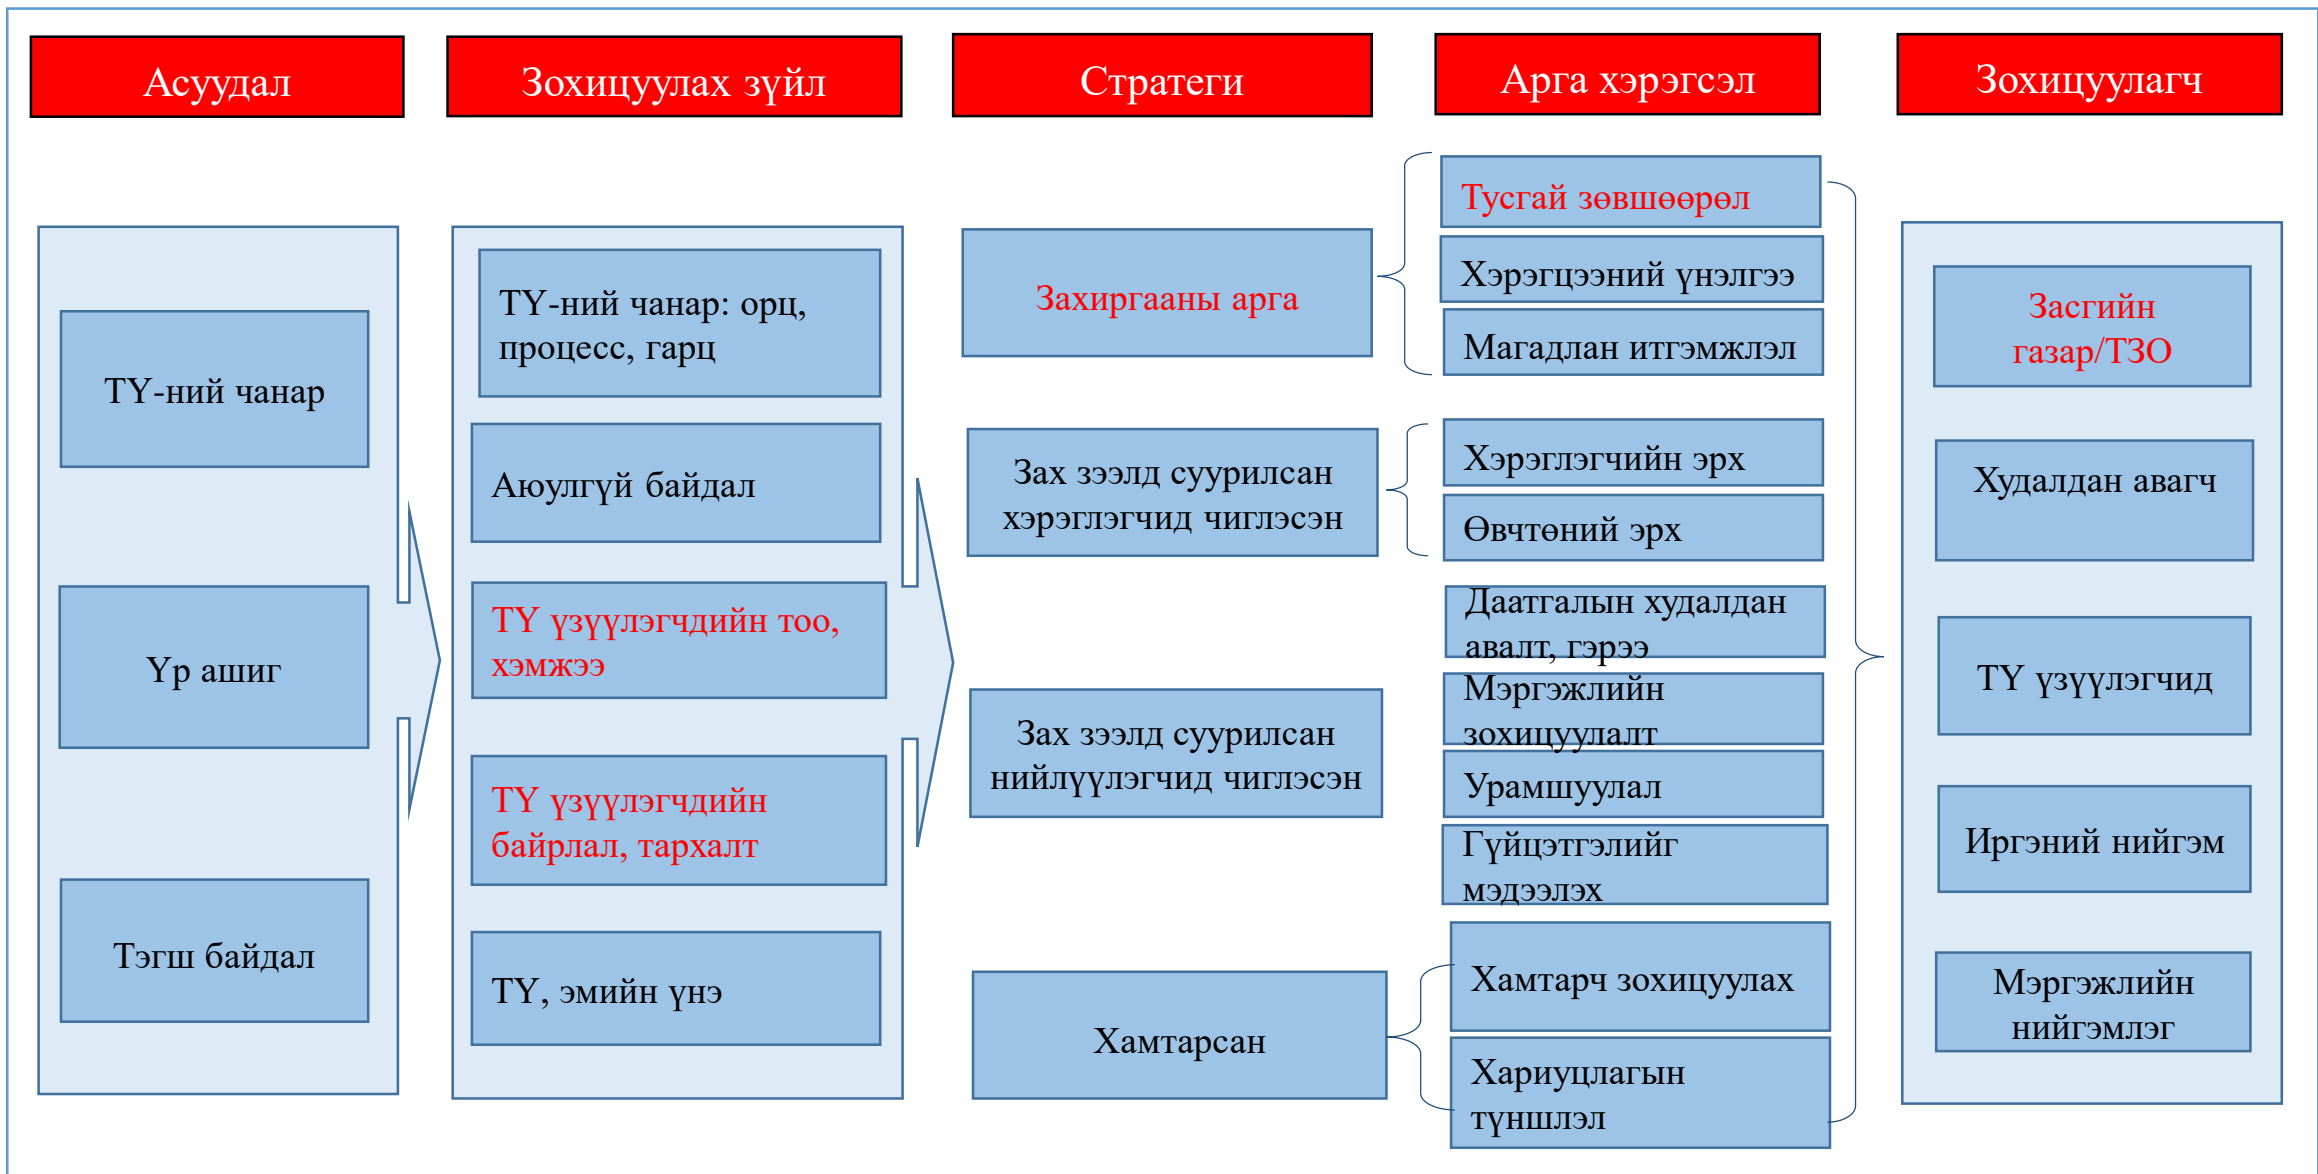 Асуудал
Зохицуулах зүйл
Стратеги
Арга хэрэгсэл
Зохицуулагч
ТҮ-ний чанар
Үр ашиг
Тэгш байдал
ТҮ-ний чанар: орц,
процесс, гарц
Аюулгүй байдал
ТҮ үзүүлэгчдийн тоо,
хэмжээ
ТҮ үзүүлэгчдийн
байрлал, тархалт
ТҮ, эмийн үнэ
Захиргааны арга
Зах зээлд суурилсан
хэрэглэгчид чиглэсэн
Зах зээлд суурилсан
нийлүүлэгчид чиглэсэн
Хамтарсан
Тусгай зөвшөөрөл
Хэрэгцээний үнэлгээ
Магадлан итгэмжлэл
Хэрэглэгчийн эрх
Өвчтөний эрх
Даатгалын худалдан
авалт, гэрээ
Мэргэжлийн
зохицуулалт
Урамшуулал
Гүйцэтгэлийг
мэдээлэх
Хамтарч зохицуулах
Хариуцлагын
түншлэл
Засгийн
газар/ТЗО
Худалдан авагч
ТҮ үзүүлэгчид
Иргэний нийгэм
Мэргэжлийн
нийгэмлэг